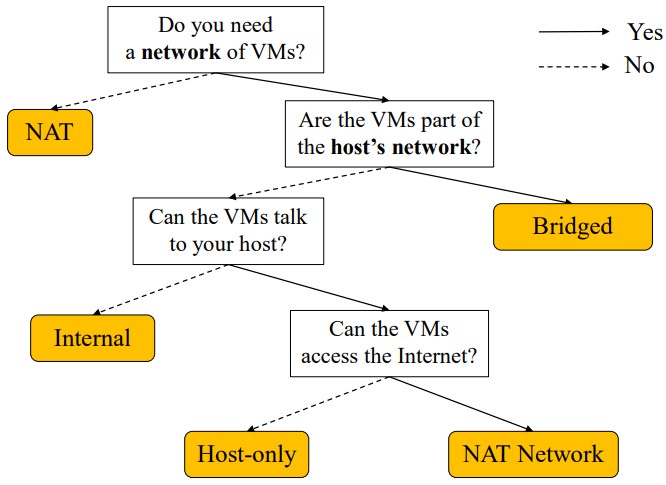 Do you need
a network of VMs?
Yes
No
NAT
Are the VMs part of
the host’s network?
Can the VMs talk
to your host?
Bridged
Internal
Can the VMs
access the Internet?
Host-only
NAT Network